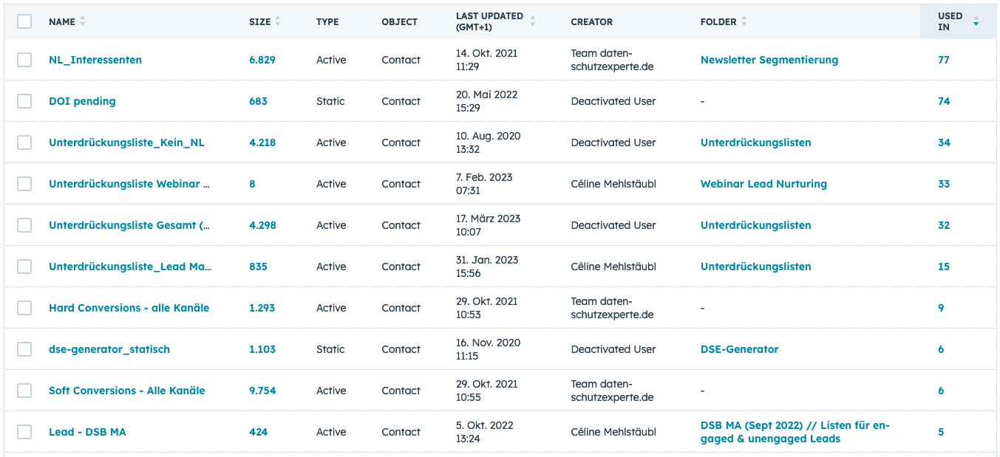 NAME SIZE TYPE OBJECT LAST UPDATED (GMT+1) CREATOR FOLDER USED IN
NL_Interessenten 6.829 Active Contact 14. Okt. 2021 11:29 Team daten-schutzexperte.de Newsletter Segmentierung 77
DOI pending 683 Static Contact 20. Mai 2022 15:29 Deactivated User - 74
Unterdrückungsliste_Kein_NL 4.218 Active Contact 10. Aug. 2020 13:32 Deactivated User Unterdrückungslisten 34
Unterdrückungsliste Webinar ... 8 Active Contact 7. Feb. 2023 07:31 Céline Mehlstäubl Webinar Lead Nurturing 33
Unterdrückungsliste Gesamt (... 4.298 Active Contact 17. März 2023 10:07 Deactivated User Unterdrückungslisten 32
Unterdrückungsliste_Lead Ma... 835 Active Contact 31. Jan. 2023 15:56 Céline Mehlstäubl Unterdrückungslisten 15
Hard Conversions - alle Kanäle 1.293 Active Contact 29. Okt. 2021 10:53 Team daten-schutzexperte.de - 9
dse-generator_statisch 1.103 Static Contact 16. Nov. 2020 11:15 Deactivated User DSE-Generator 6
Soft Conversions - Alle Kanäle 9.754 Active Contact 29. Okt. 2021 10:55 Team daten-schutzexperte.de - 6
Lead - DSB MA 424 Active Contact 5. Okt. 2022 13:24 Céline Mehlstäubl DSB MA (Sept 2022) // Listen für en-gaged & unengaged Leads 5